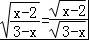 √((x-2)/(3-x)) = √(x-2)/√(3-x)